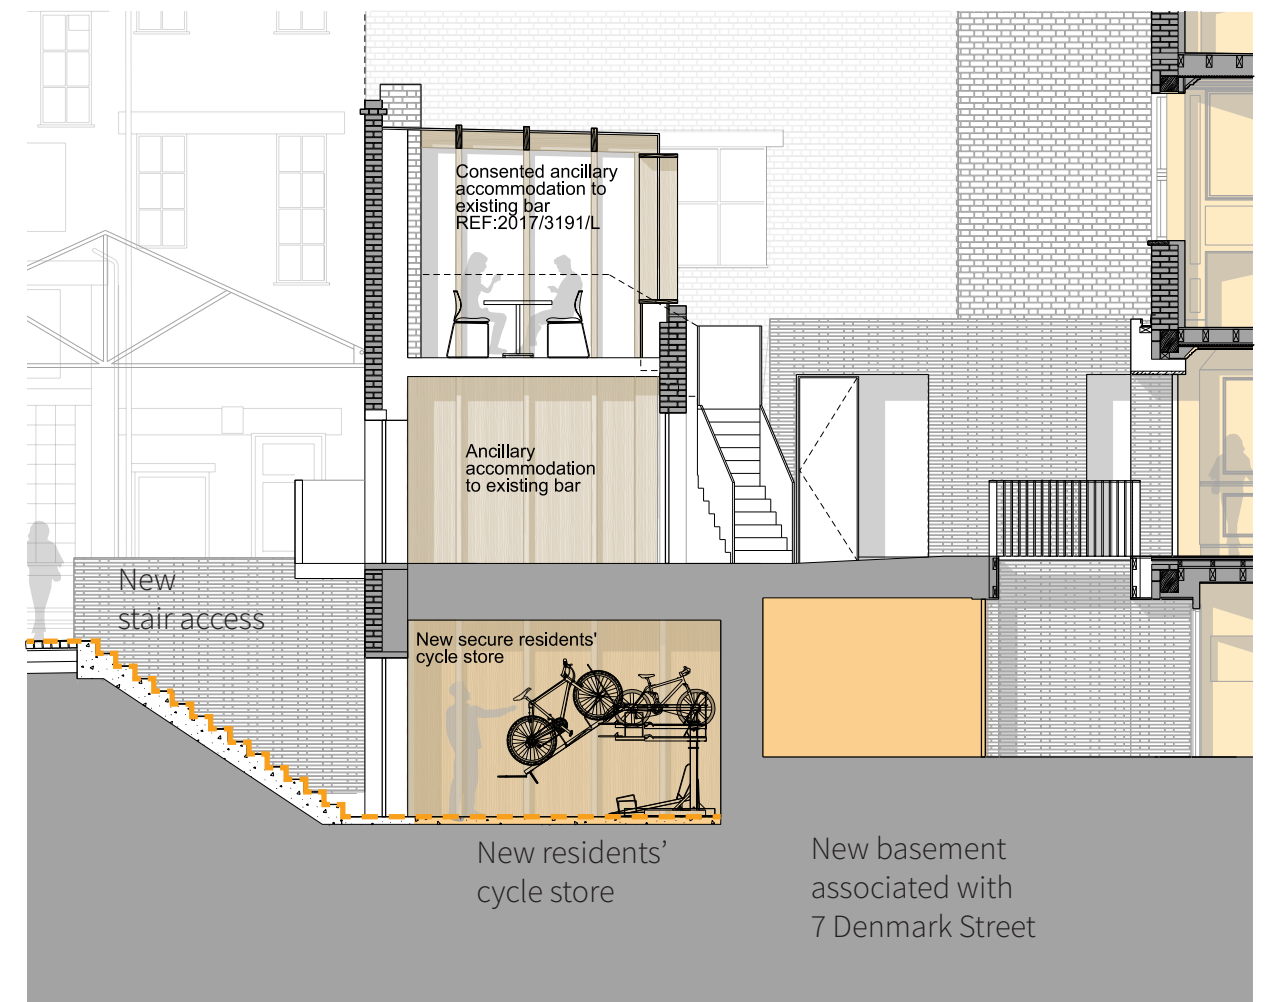 Consented ancillary
accommodation to
existing bar
REF:2017/3191/L
Ancillary
accommodation
to existing bar
New
stair access
New secure residents'
cycle store
New residents’
cycle store
New basement
associated with
7 Denmark Street